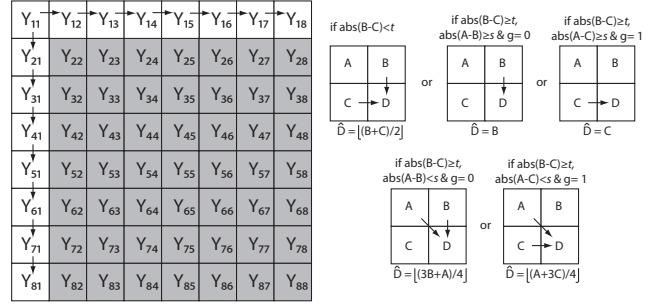 Y11 Y12 Y13 Y14 Y15 Y16 Y17 Y18
Y21 Y22 Y23 Y24 Y25 Y26 Y27 Y28
Y31 Y32 Y33 Y34 Y35 Y36 Y37 Y38
Y41 Y42 Y43 Y44 Y45 Y46 Y47 Y48
Y51 Y52 Y53 Y54 Y55 Y56 Y57 Y58
Y61 Y62 Y63 Y64 Y65 Y66 Y67 Y68
Y71 Y72 Y73 Y74 Y75 Y76 Y77 Y78
Y81 Y82 Y83 Y84 Y85 Y86 Y87 Y88
if abs(B-C)<t
A B
C D
D̂ = ⌊(B+C)/2⌋
or
if abs(B-C)≥t,
abs(A-B)≥s & g= 0
A B
C D
D̂ = B
or
if abs(B-C)≥t,
abs(A-C)≥s & g= 1
A B
C D
D̂ = C
if abs(B-C)≥t,
abs(A-B)<s & g= 0
A B
C D
D̂ = ⌊(3B+A)/4⌋
or
if abs(B-C)≥t,
abs(A-C)<s & g= 1
A B
C D
D̂ = ⌊(A+3C)/4⌋